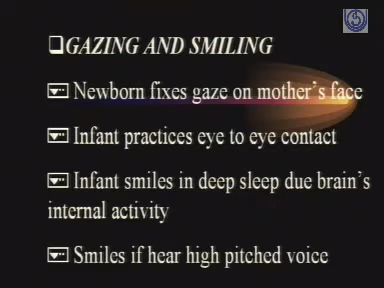 GAZING AND SMILING
Newborn fixes gaze on mother's face
Infant practices eye to eye contact
Infant smiles in deep sleep due brain's
internal activity
Smiles if hear high pitched voice